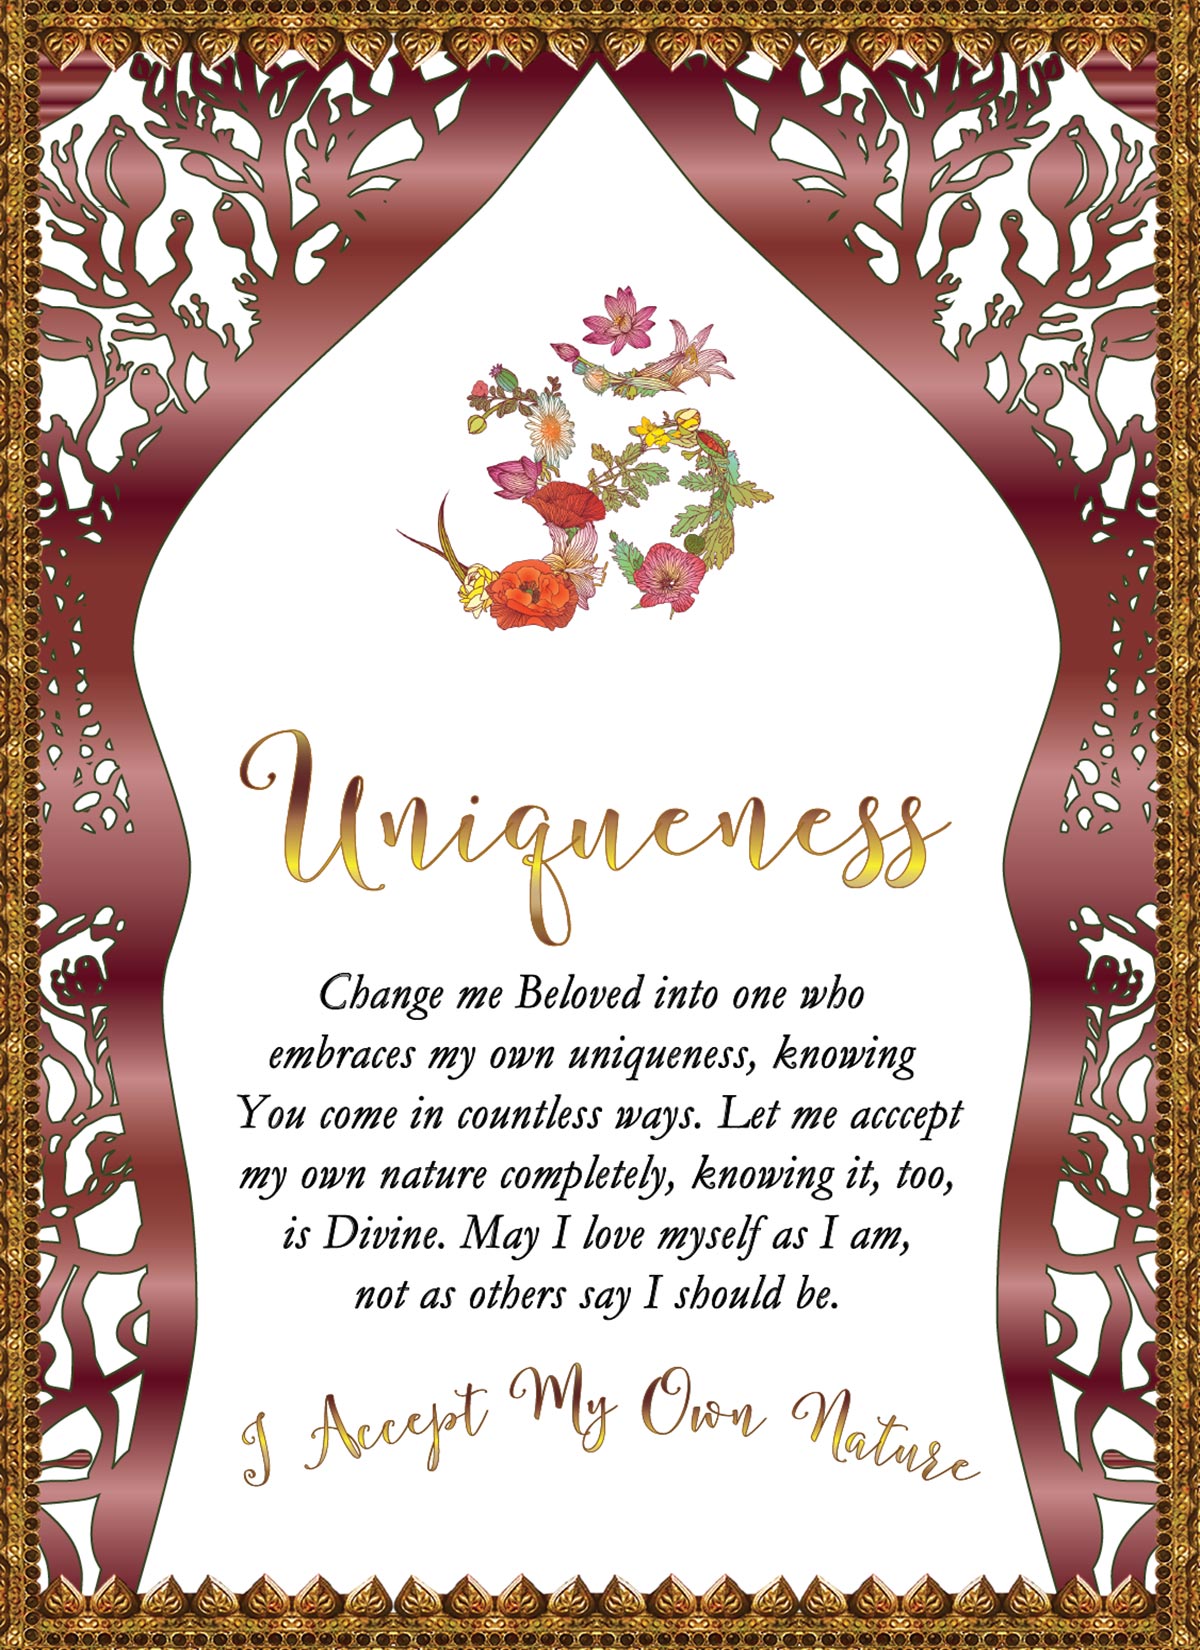 Uniqueness
Change me Beloved into one who
embraces my own uniqueness, knowing
You come in countless ways. Let me acccept
my own nature completely, knowing it, too,
is Divine. May I love myself as I am,
not as others say I should be.
I Accept My Own Nature